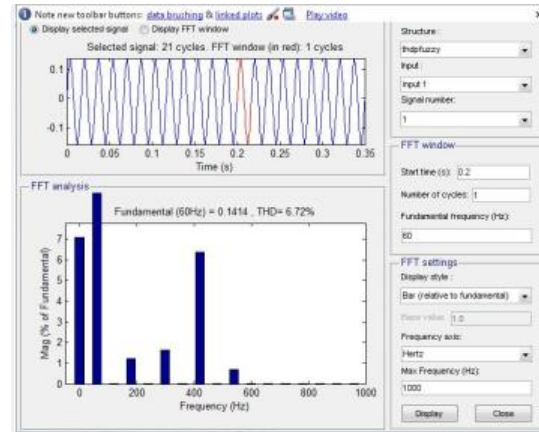 Note new toolbar buttons: data brushing & linked plots Play video
Display selected signal Display FFT window
Selected signal: 21 cycles. FFT window (in red): 1 cycles
0.1
0
-0.1
0 0.05 0.1 0.15 0.2 0.25 0.3 0.35
Time (s)
FFT analysis
Fundamental (60Hz) = 0.1414 , THD= 6.72%
7
6
5
4
3
2
1
0
Mag (% of Fundamental)
0 200 400 600 800 1000
Frequency (Hz)
Structure :
thdpfuzzy
Input :
input 1
Signal number:
1
FFT window
Start time (s): 0.2
Number of cycles: 1
Fundamental frequency (Hz):
60
FFT settings
Display style :
Bar (relative to fundamental)
Base value: 1.0
Frequency axis:
Hertz
Max Frequency (Hz):
1000
Display Close